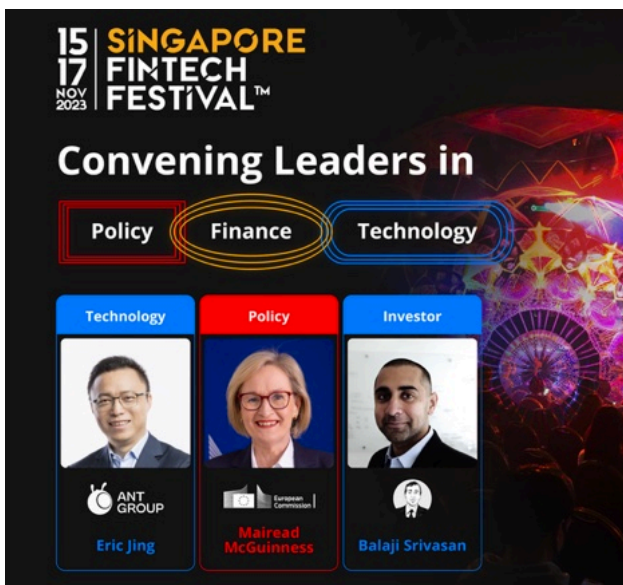 15 SINGAPORE
17 FINTECH
NOV 2023 FESTIVAL™
Convening Leaders in
Policy Finance Technology
Technology Policy Investor
ANT GROUP
European Commission
Eric Jing
Mairead McGuinness
Balaji Srivasan